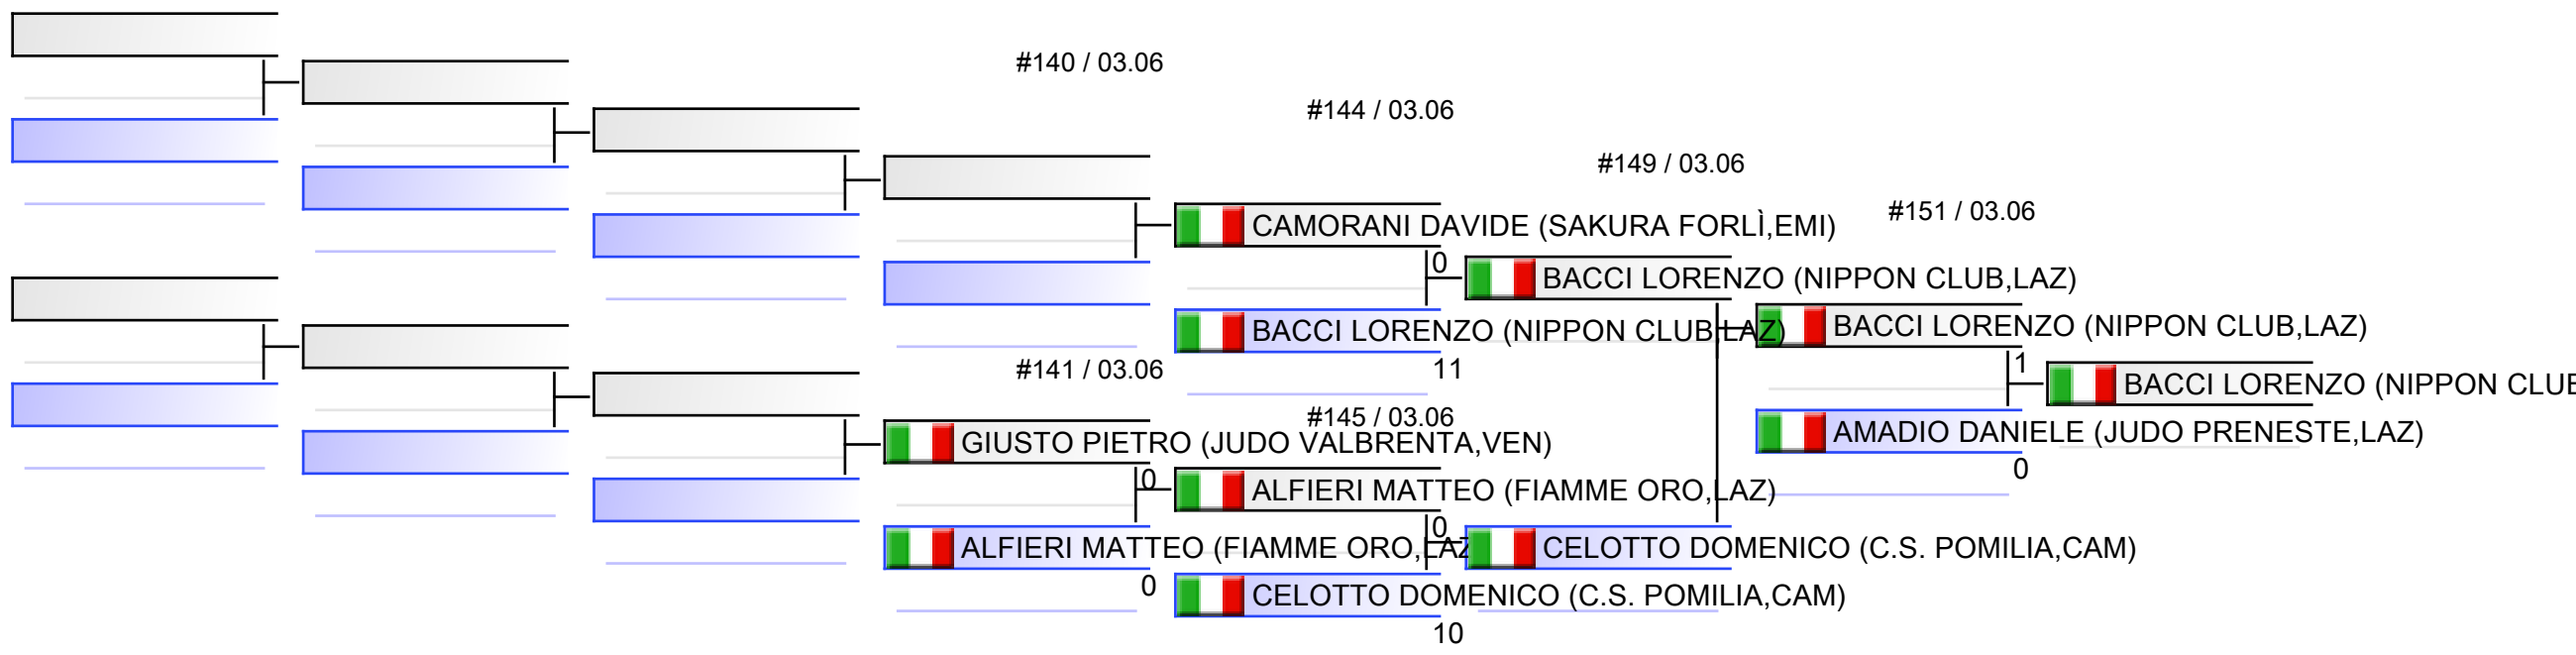 #140 / 03.06
#144 / 03.06
#149 / 03.06
#151 / 03.06
CAMORANI DAVIDE (SAKURA FORLÌ,EMI)
0
BACCI LORENZO (NIPPON CLUB,LAZ)
BACCI LORENZO (NIPPON CLUB,LAZ)
11
BACCI LORENZO (NIPPON CLUB,LAZ)
1
BACCI LORENZO (NIPPON CLUB
AMADIO DANIELE (JUDO PRENESTE,LAZ)
0
#141 / 03.06
#145 / 03.06
GIUSTO PIETRO (JUDO VALBRENTA,VEN)
0
ALFIERI MATTEO (FIAMME ORO,LAZ)
0
ALFIERI MATTEO (FIAMME ORO,LAZ
0
CELOTTO DOMENICO (C.S. POMILIA,CAM)
CELOTTO DOMENICO (C.S. POMILIA,CAM)
10